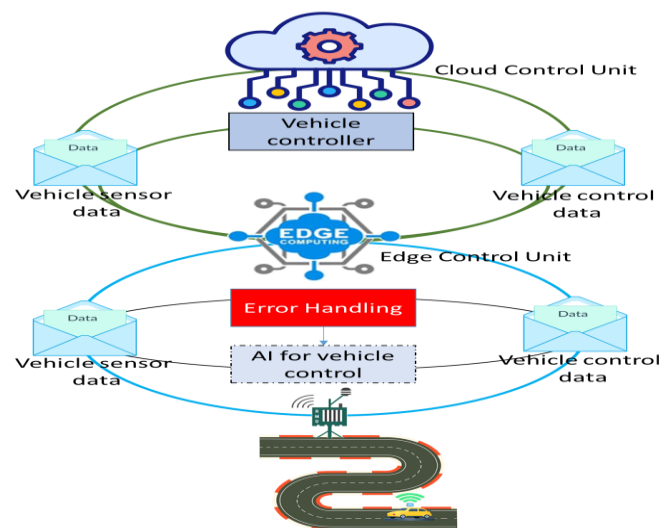 Cloud Control Unit
Vehicle
controller
Data
Data
Vehicle sensor
data
Vehicle control
data
EDGE
COMPUTING
Edge Control Unit
Error Handling
Data
Data
AI for vehicle
control
Vehicle sensor
data
Vehicle control
data